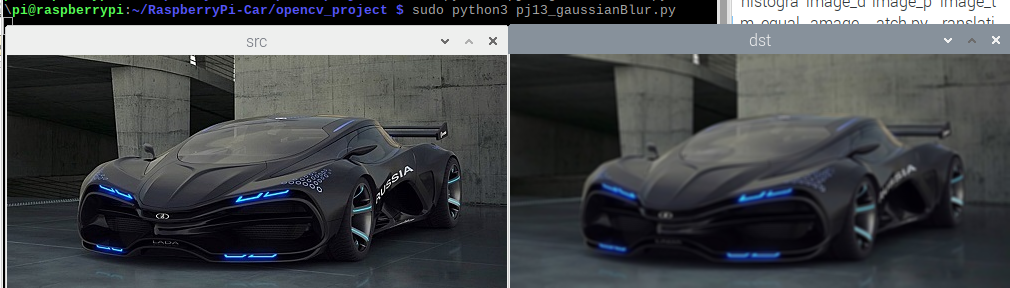 pi@raspberrypi:~/RaspberryPi-Car/opencv_project $ sudo python3 pj13_gaussianBlur.py
histogra image_d image_p image_t
m_equal amage atch.py ranslati
src
dst
RUSSIA
LADA
RUSSIA